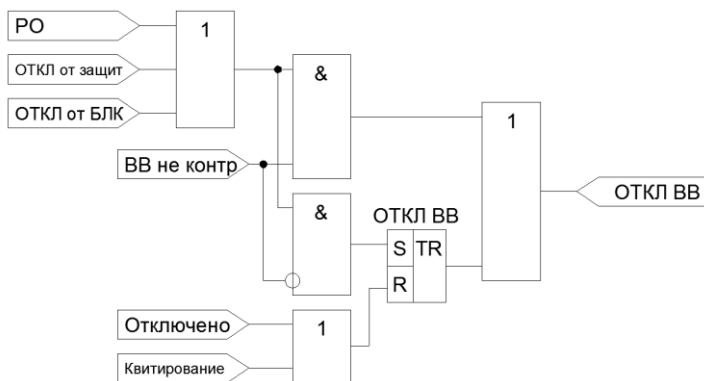 РО
1
ОТКЛ от защит
ОТКЛ от БЛК
&
ВВ не контр
1
ОТКЛ ВВ
&
ОТКЛ ВВ
S TR
R
Отключено
1
Квитирование